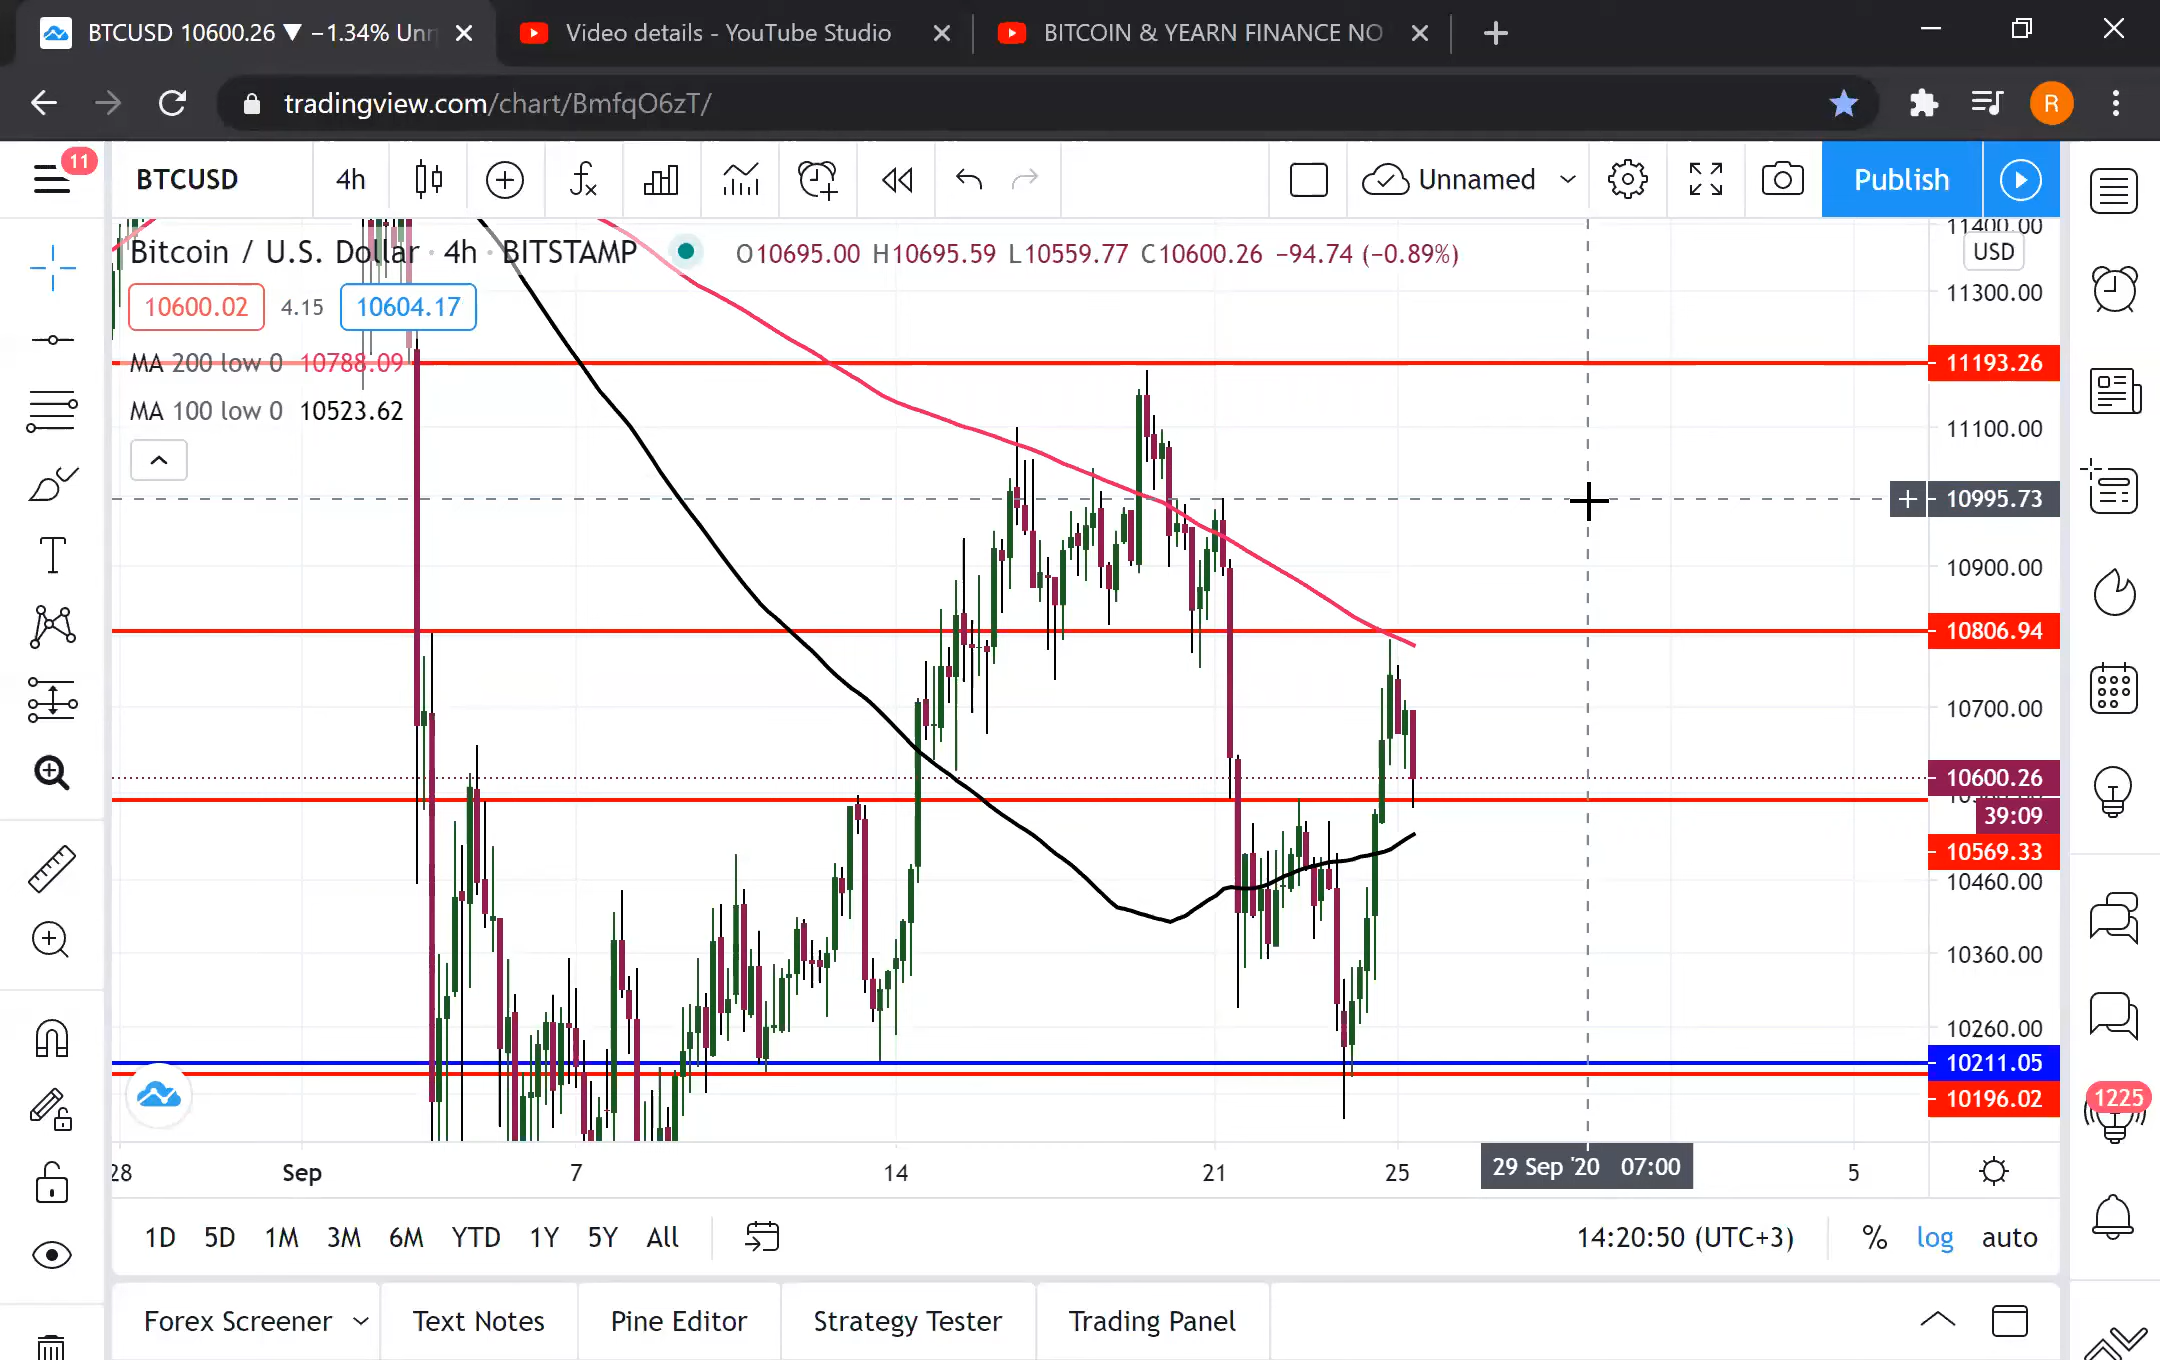 BTCUSD 10600.26 ▼ −1.34% Unn
Video details - YouTube Studio
BITCOIN & YEARN FINANCE NO
tradingview.com/chart/BmfqO6zT/
R
11
BTCUSD
4h
Unnamed
Publish
Bitcoin / U.S. Dollar · 4h · BITSTAMP
O10695.00 H10695.59 L10559.77 C10600.26 −94.74 (−0.89%)
10600.02 4.15 10604.17
MA 200 low 0 10788.09
MA 100 low 0 10523.62
11400.00
USD
11300.00
11193.26
11100.00
10995.73
10900.00
10806.94
10700.00
10600.26
39:09
10569.33
10460.00
10360.00
10260.00
10211.05
10196.02
1225
28 Sep 7 14 21 25 29 Sep '20 07:00 5
1D 5D 1M 3M 6M YTD 1Y 5Y All
14:20:50 (UTC+3) % log auto
Forex Screener Text Notes Pine Editor Strategy Tester Trading Panel